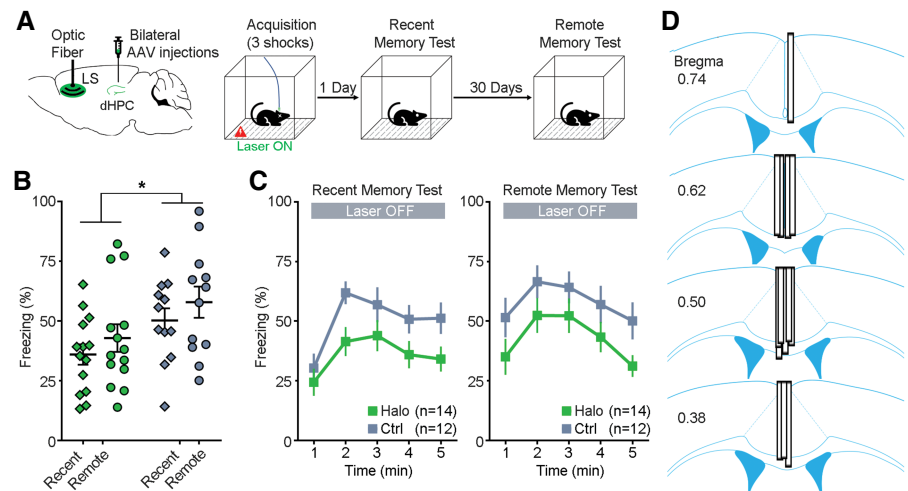 A
Optic
Fiber
Bilateral
AAV injections
LS
dHPC
Acquisition
(3 shocks)
Laser ON
1 Day
Recent
Memory Test
30 Days
Remote
Memory Test
B
*
100
75
50
25
0
Freezing (%)
Recent
Remote
Recent
Remote
C
Recent Memory Test
Laser OFF
100
75
50
25
0
Freezing (%)
Halo (n=14)
Ctrl (n=12)
1 2 3 4 5
Time (min)
Remote Memory Test
Laser OFF
100
75
50
25
0
Halo (n=14)
Ctrl (n=12)
1 2 3 4 5
Time (min)
D
Bregma
0.74
0.62
0.50
0.38